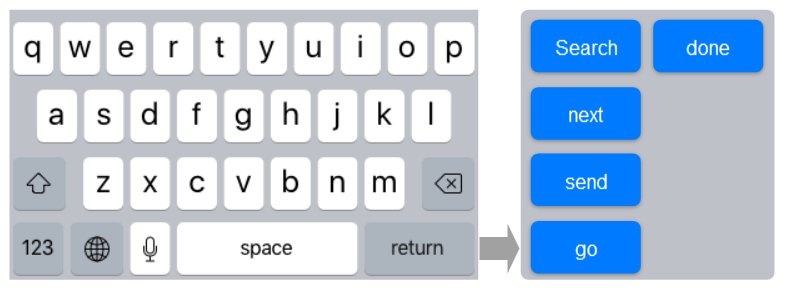 q w e r t y u i o p
a s d f g h j k l
z x c v b n m
123 space return
Search done
next
send
go